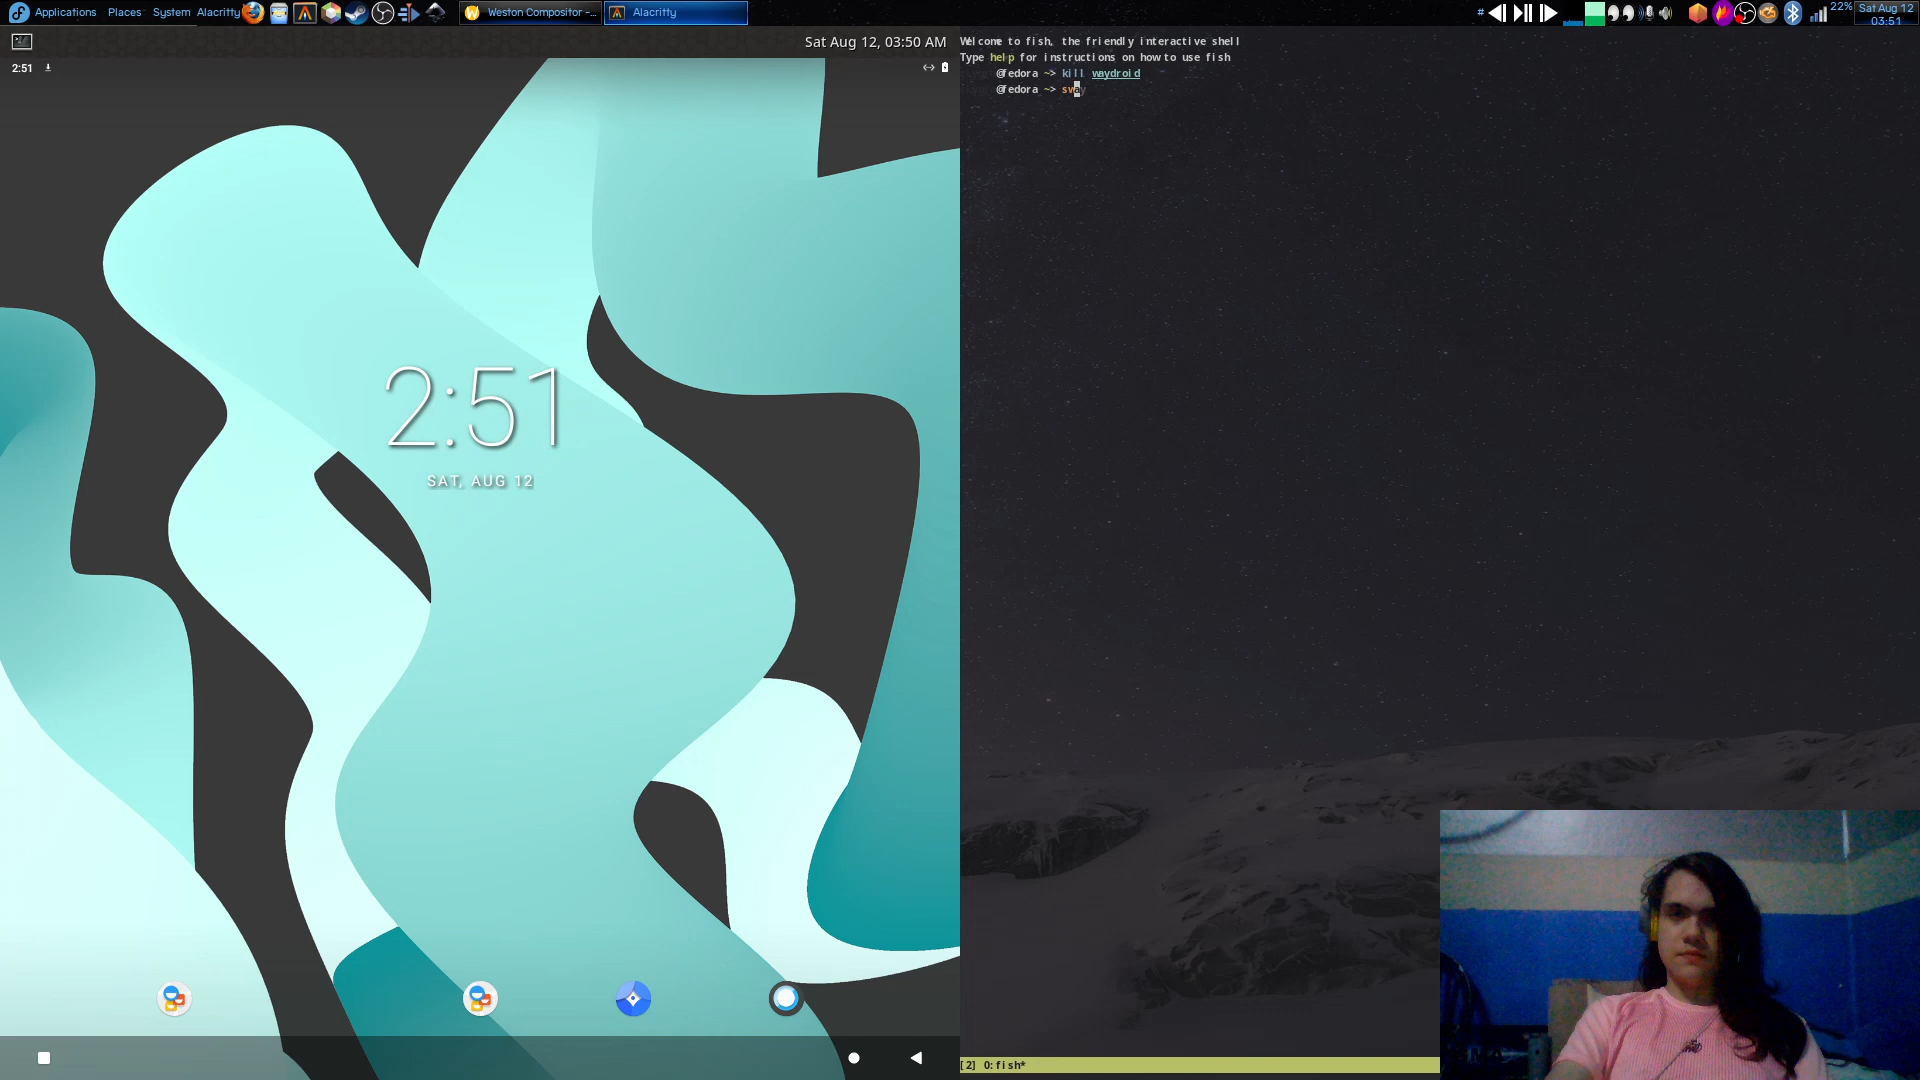 Applications Places System Alacritty
Weston Compositor -...
Alacritty
#
22%
Sat Aug 12
03:51
Sat Aug 12, 03:50 AM
2:51
2:51
SAT, AUG 12
Welcome to fish, the friendly interactive shell
Type help for instructions on how to use fish
@fedora ~> kill waydroid
@fedora ~> sway
[2] 0:fish*